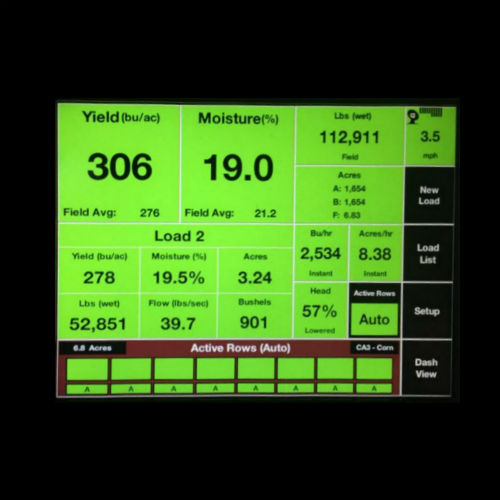 Yield (bu/ac)
306
Field Avg: 276
Moisture(%)
19.0
Field Avg: 21.2
Lbs (wet)
112,911
Field
Acres
A: 1,654
B: 1,654
F: 6.83
3.5
mph
New
Load
Load 2
Yield (bu/ac)
278
Moisture (%)
19.5%
Acres
3.24
Lbs (wet)
52,851
Flow (lbs/sec)
39.7
Bushels
901
Bu/hr
2,534
Instant
Acres/hr
8.38
Instant
Head
57%
Lowered
Active Rows
Auto
Load
List
Setup
6.8 Acres
Active Rows (Auto)
CA3 - Corn
A A A A A A A A
Dash
View